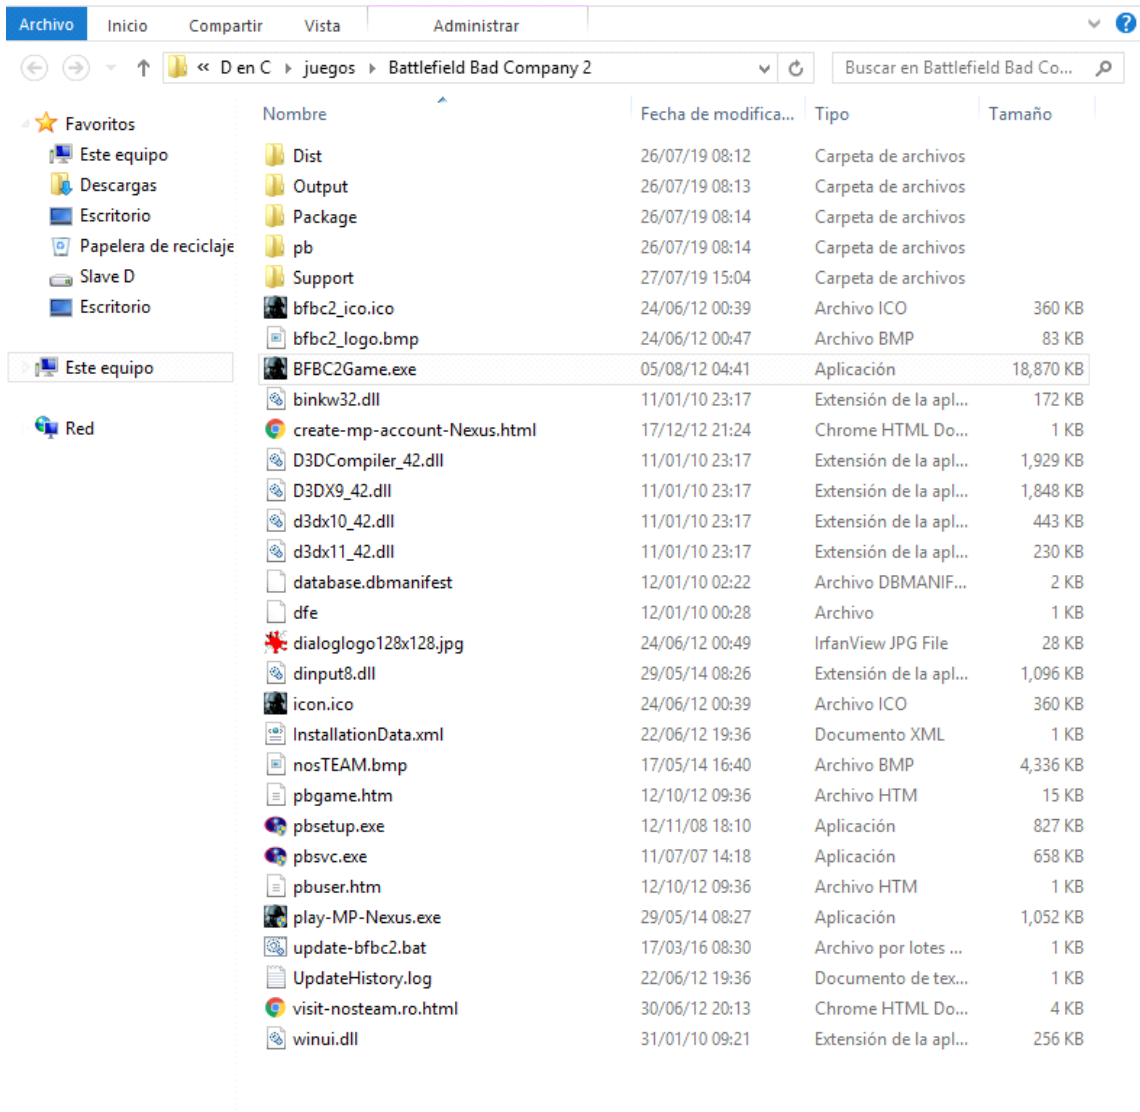 Archivo Inicio Compartir Vista Administrar
« D en C juegos Battlefield Bad Company 2 Buscar en Battlefield Bad Co...
Favoritos
Este equipo
Descargas
Escritorio
Papelera de reciclaje
Slave D
Escritorio
Este equipo
Red
Nombre Fecha de modifica... Tipo Tamaño
Dist 26/07/19 08:12 Carpeta de archivos
Output 26/07/19 08:13 Carpeta de archivos
Package 26/07/19 08:14 Carpeta de archivos
pb 26/07/19 08:14 Carpeta de archivos
Support 27/07/19 15:04 Carpeta de archivos
bfbc2_ico.ico 24/06/12 00:39 Archivo ICO 360 KB
bfbc2_logo.bmp 24/06/12 00:47 Archivo BMP 83 KB
BFBC2Game.exe 05/08/12 04:41 Aplicación 18,870 KB
binkw32.dll 11/01/10 23:17 Extensión de la apl... 172 KB
create-mp-account-Nexus.html 17/12/12 21:24 Chrome HTML Do... 1 KB
D3DCompiler_42.dll 11/01/10 23:17 Extensión de la apl... 1,929 KB
D3DX9_42.dll 11/01/10 23:17 Extensión de la apl... 1,848 KB
d3dx10_42.dll 11/01/10 23:17 Extensión de la apl... 443 KB
d3dx11_42.dll 11/01/10 23:17 Extensión de la apl... 230 KB
database.dbmanifest 12/01/10 02:22 Archivo DBMANIF... 2 KB
dfe 12/01/10 00:28 Archivo 1 KB
dialoglogo128x128.jpg 24/06/12 00:49 IrfanView JPG File 28 KB
dinput8.dll 29/05/14 08:26 Extensión de la apl... 1,096 KB
icon.ico 24/06/12 00:39 Archivo ICO 360 KB
InstallationData.xml 22/06/12 19:36 Documento XML 1 KB
nosTEAM.bmp 17/05/14 16:40 Archivo BMP 4,336 KB
pbgame.htm 12/10/12 09:36 Archivo HTM 15 KB
pbsetup.exe 12/11/08 18:10 Aplicación 827 KB
pbsvc.exe 11/07/07 14:18 Aplicación 658 KB
pbuser.htm 12/10/12 09:36 Archivo HTM 1 KB
play-MP-Nexus.exe 29/05/14 08:27 Aplicación 1,052 KB
update-bfbc2.bat 17/03/16 08:30 Archivo por lotes ... 1 KB
UpdateHistory.log 22/06/12 19:36 Documento de tex... 1 KB
visit-nosteam.ro.html 30/06/12 20:13 Chrome HTML Do... 4 KB
winui.dll 31/01/10 09:21 Extensión de la apl... 256 KB